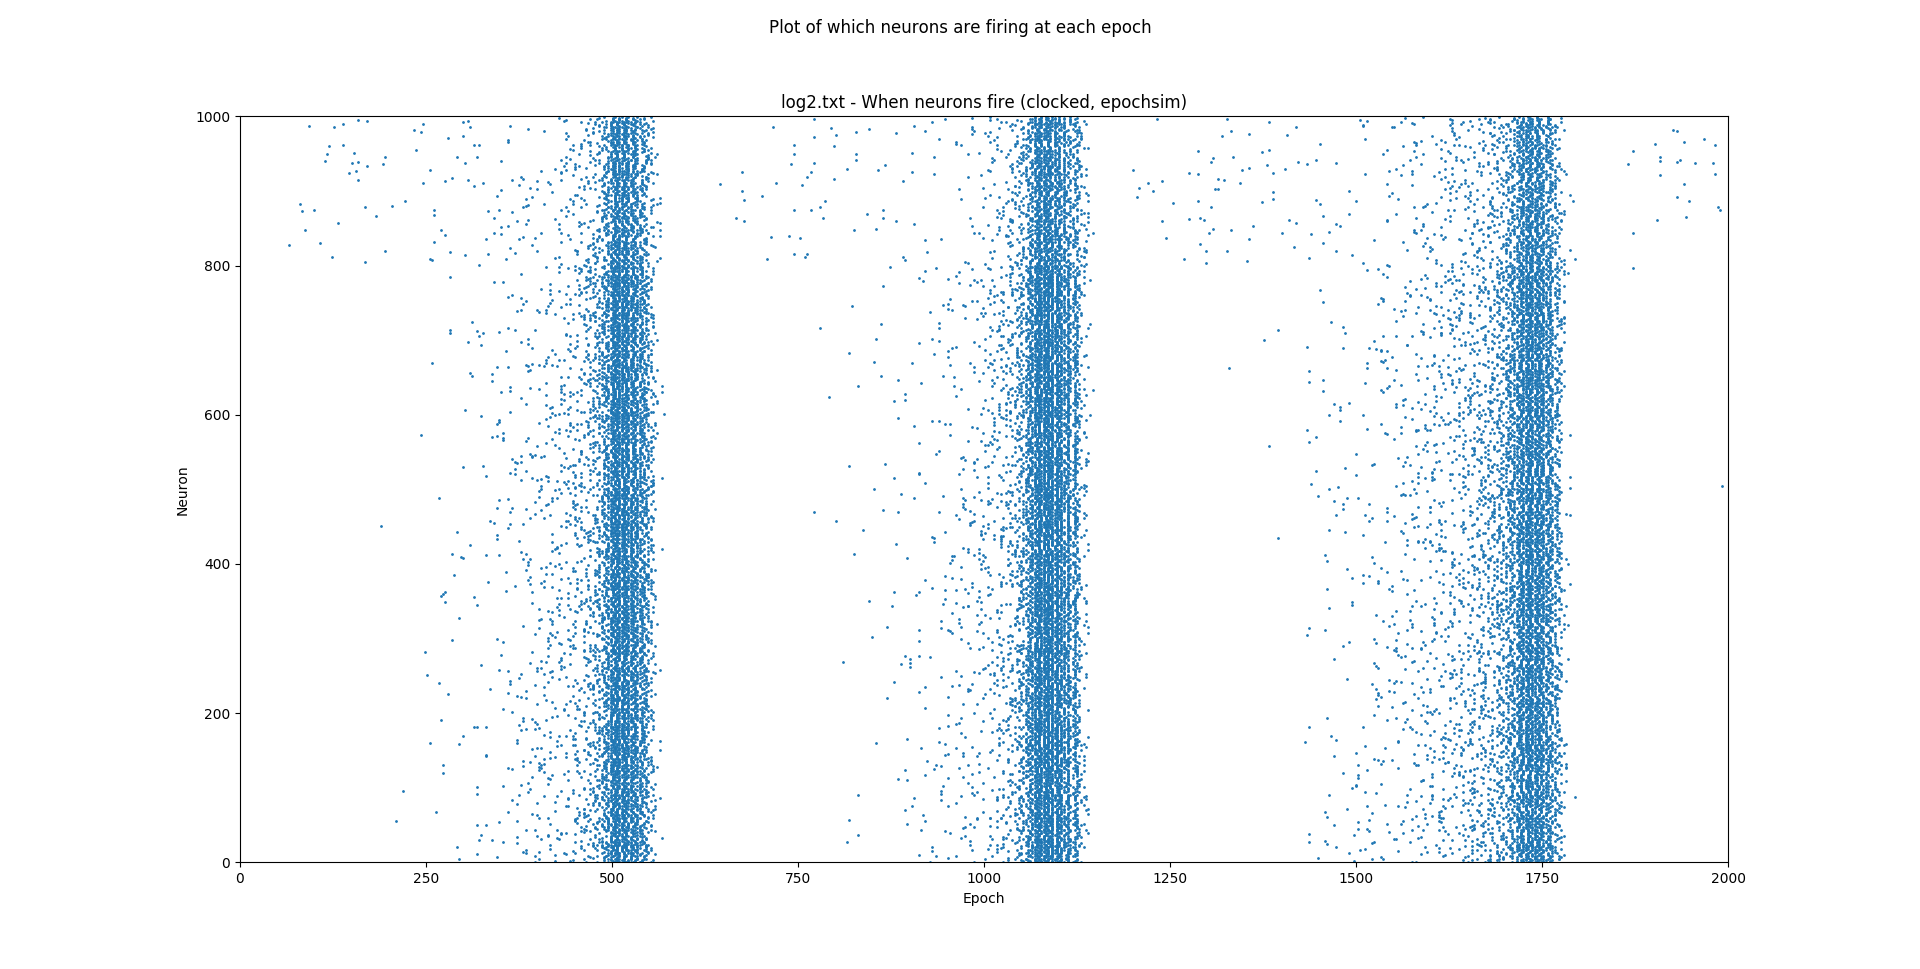 Plot of which neurons are firing at each epoch
log2.txt - When neurons fire (clocked, epochsim)
1000
800
600
400
200
0
Neuron
0 250 500 750 1000 1250 1500 1750 2000
Epoch